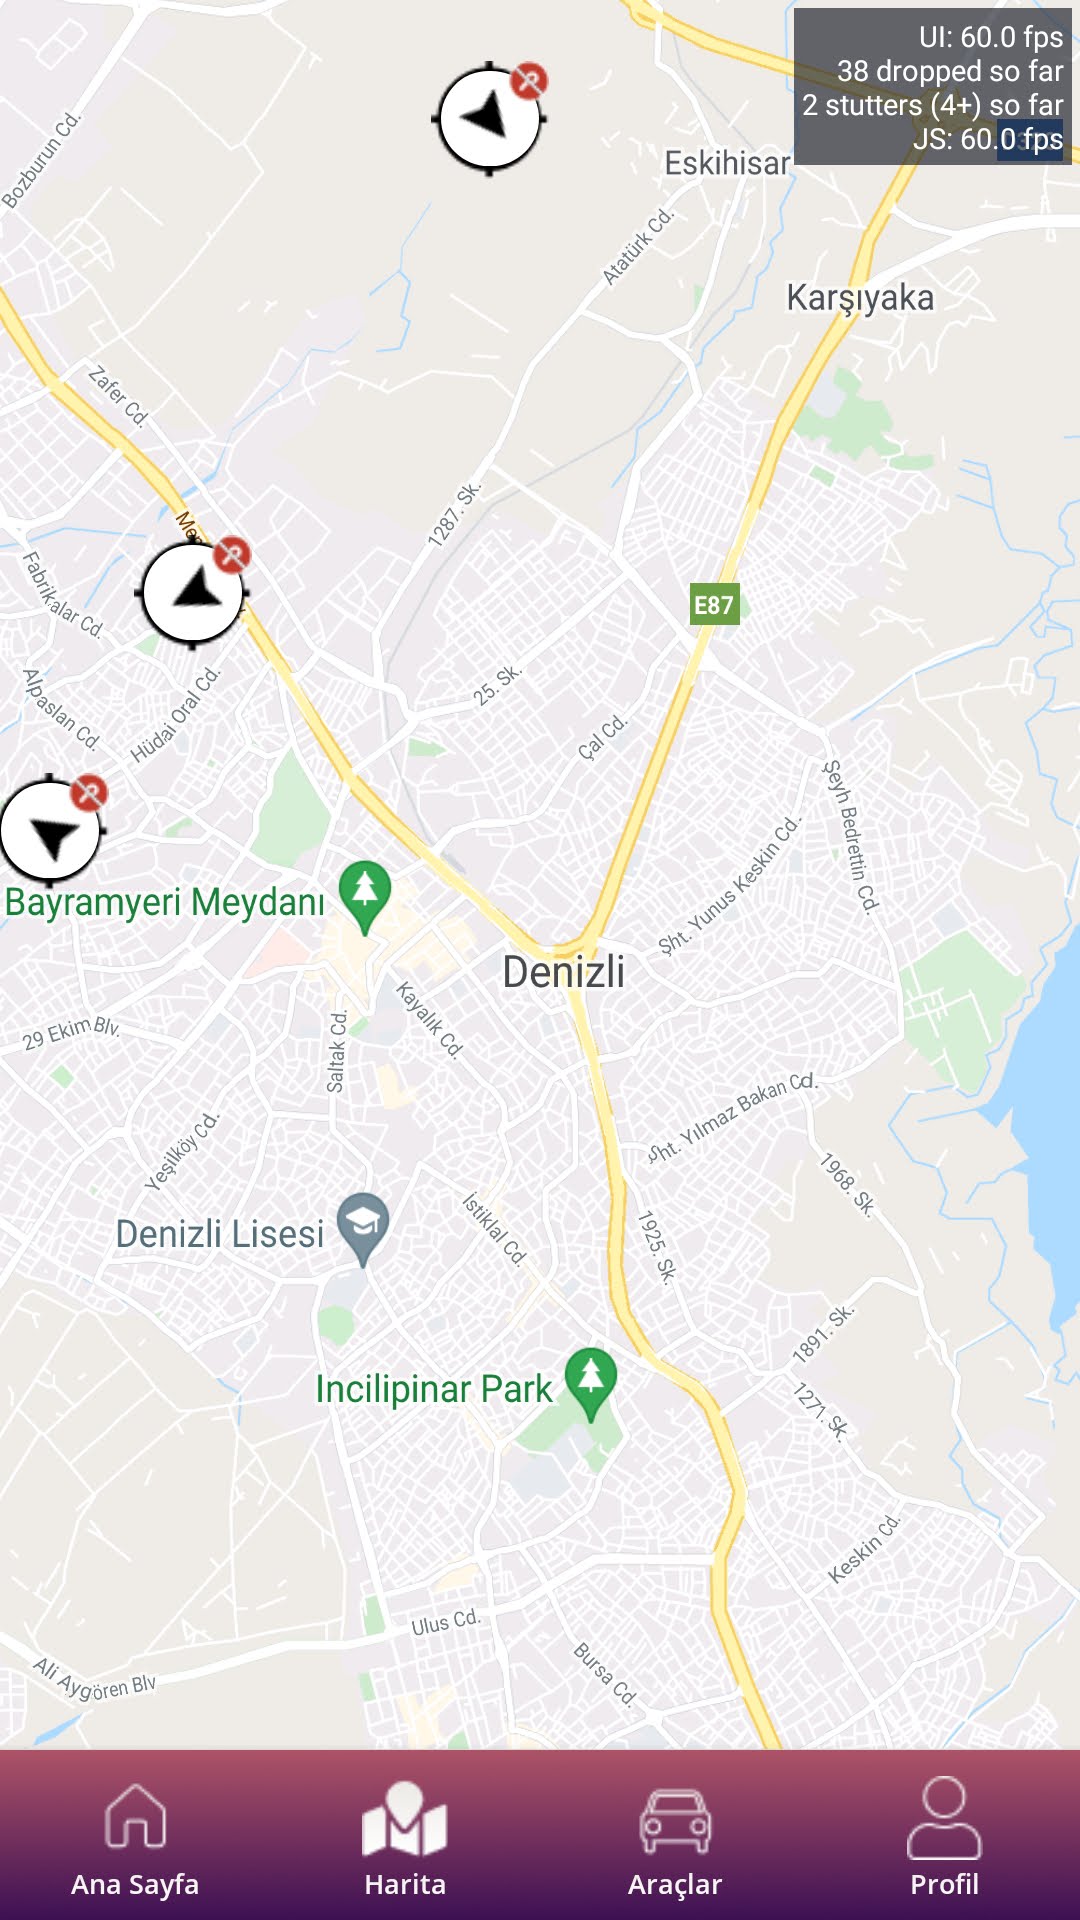 UI: 60.0 fps
38 dropped so far
2 stutters (4+) so far
JS: 60.0 fps
Bozburun Cd.
Eskihisar
Atatürk Cd.
Karşıyaka
Zafer Cd.
1287. Sk.
Fabrikalar Cd.
E87
Alpaslan Cd.
Hüdai Oral Cd.
25. Sk.
Çal Cd.
Şeyh Bedrettin Cd.
Şht. Yunus Keskin Cd.
Bayramyeri Meydanı
Denizli
Kayalık Cd.
29 Ekim Blv.
Saltak Cd.
Şht. Yılmaz Bakan Cd.
Yeşilköy Cd.
1968. Sk.
Denizli Lisesi
İstiklal Cd.
1925. Sk.
1891. Sk.
Incilipinar Park
1271. Sk.
Keskin Cd.
Ulus Cd.
Ali Aygören Blv
Bursa Cd.
Ana Sayfa
Harita
Araçlar
Profil